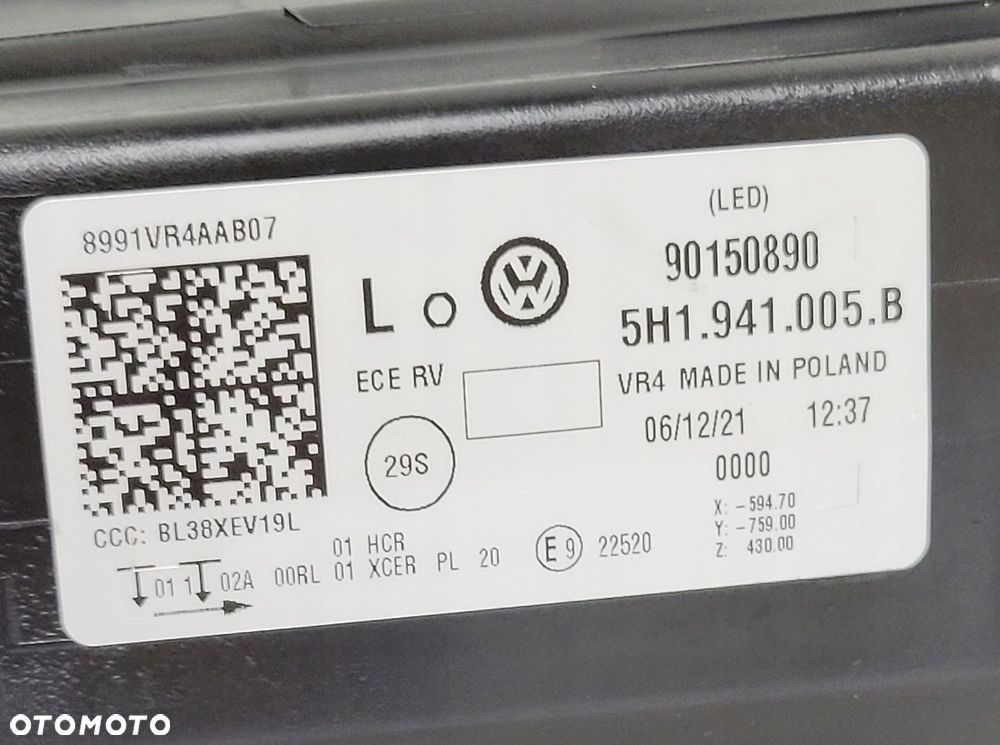 8991VR4AAB07
CCC: BL38XEV19L
L O
ECE RV
29S
(LED)
90150890
5H1.941.005.B
VR4 MADE IN POLAND
06/12/21 12:37
0000
X: -594.70
Y: -759.00
Z: 430.00
01 HCR
01 1 02A 00RL 01 XCER PL 20 E9 22520
OTOMOTO